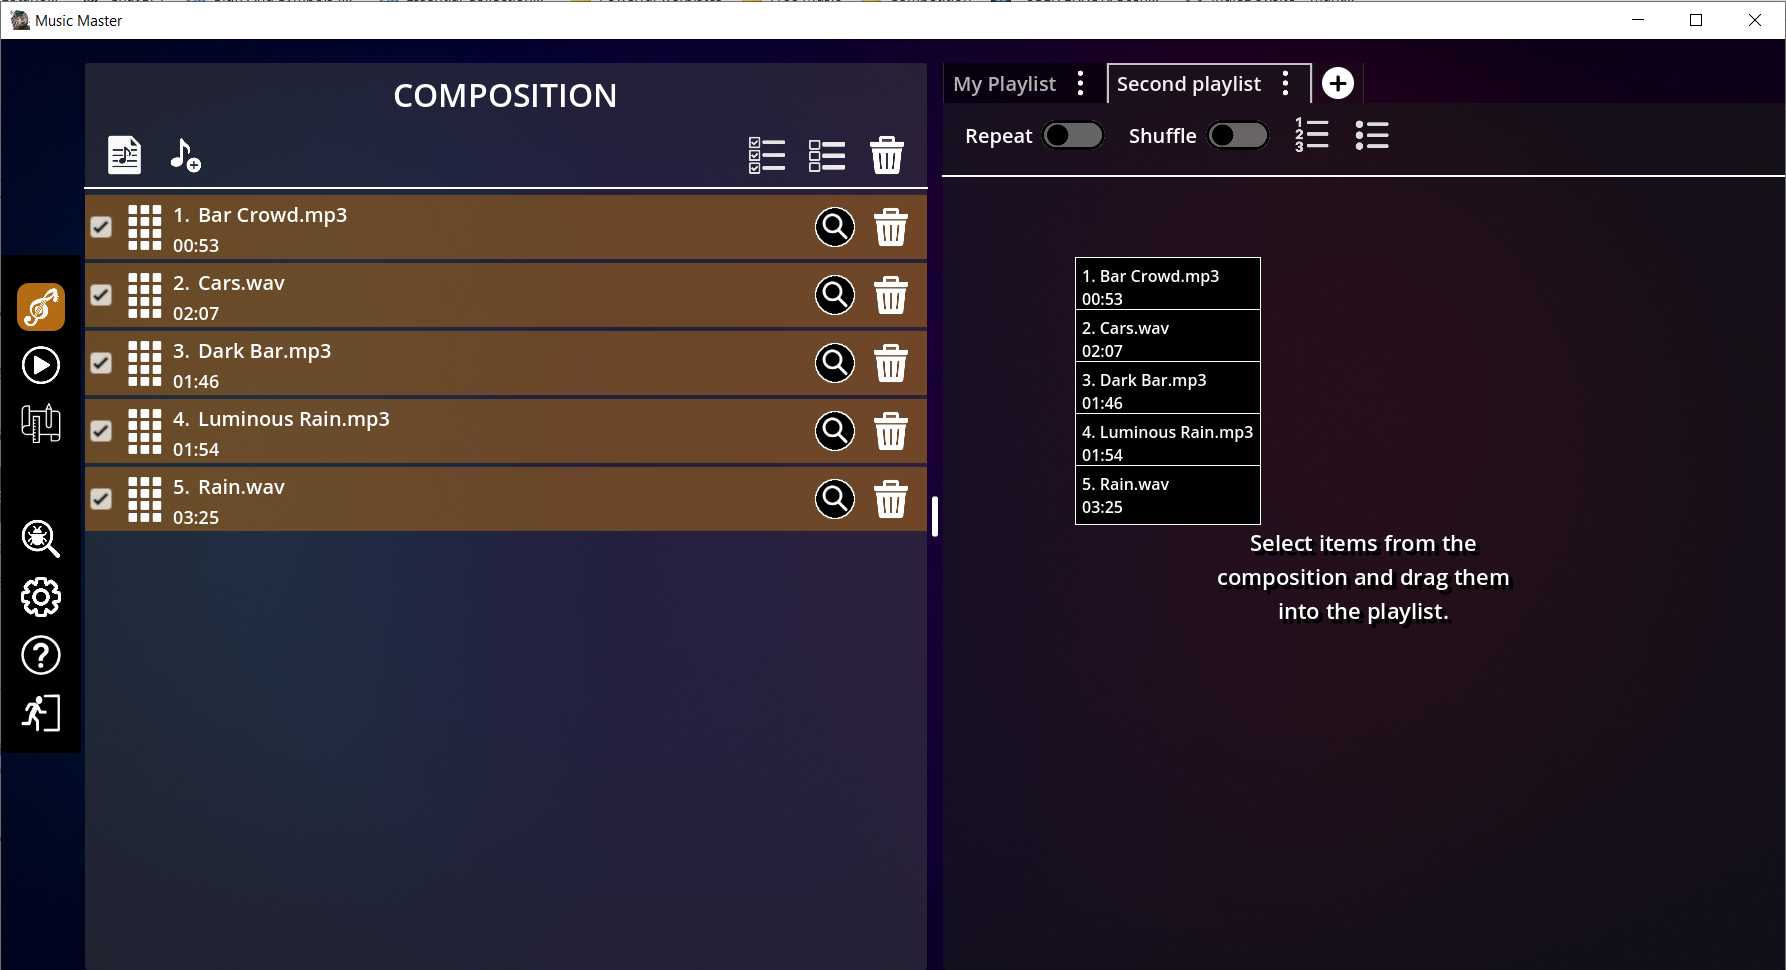 Music Master
COMPOSITION
1. Bar Crowd.mp3
00:53
2. Cars.wav
02:07
3. Dark Bar.mp3
01:46
4. Luminous Rain.mp3
01:54
5. Rain.wav
03:25
My Playlist
Second playlist
Repeat
Shuffle
1
2
3
1. Bar Crowd.mp3
00:53
2. Cars.wav
02:07
3. Dark Bar.mp3
01:46
4. Luminous Rain.mp3
01:54
5. Rain.wav
03:25
Select items from the
composition and drag them
into the playlist.